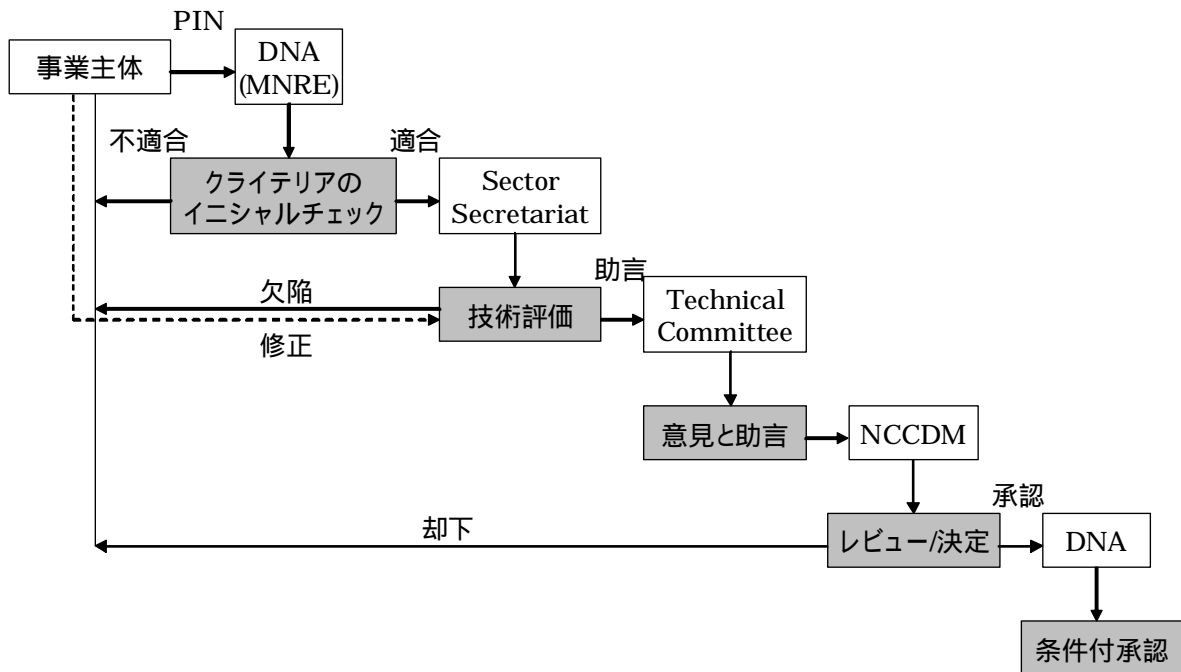 PIN
事業主体
DNA
(MNRE)
不適合
適合
クライテリアの
イニシャルチェック
Sector
Secretariat
助言
欠陥
技術評価
Technical
Committee
修正
意見と助言
NCCDM
承認
却下
レビュー/決定
DNA
条件付承認